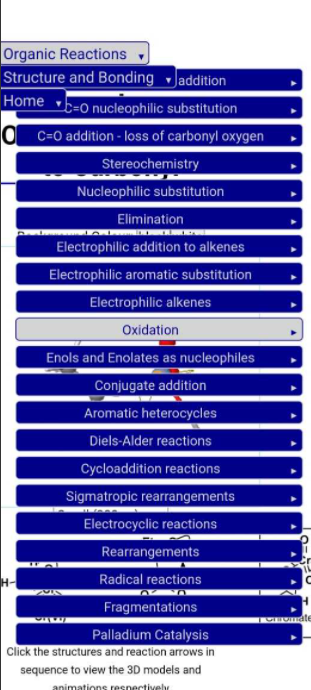 Organic Reactions
Structure and Bonding
addition
Home
C=O nucleophilic substitution
C=O addition - loss of carbonyl oxygen
Stereochemistry
Nucleophilic substitution
Elimination
Electrophilic addition to alkenes
Electrophilic aromatic substitution
Electrophilic alkenes
Oxidation
Enols and Enolates as nucleophiles
Conjugate addition
Aromatic heterocycles
Diels-Alder reactions
Cycloaddition reactions
Sigmatropic rearrangements
Electrocyclic reactions
Rearrangements
Radical reactions
Fragmentations
Palladium Catalysis
Click the structures and reaction arrows in
sequence to view the 3D models and
animations respectively